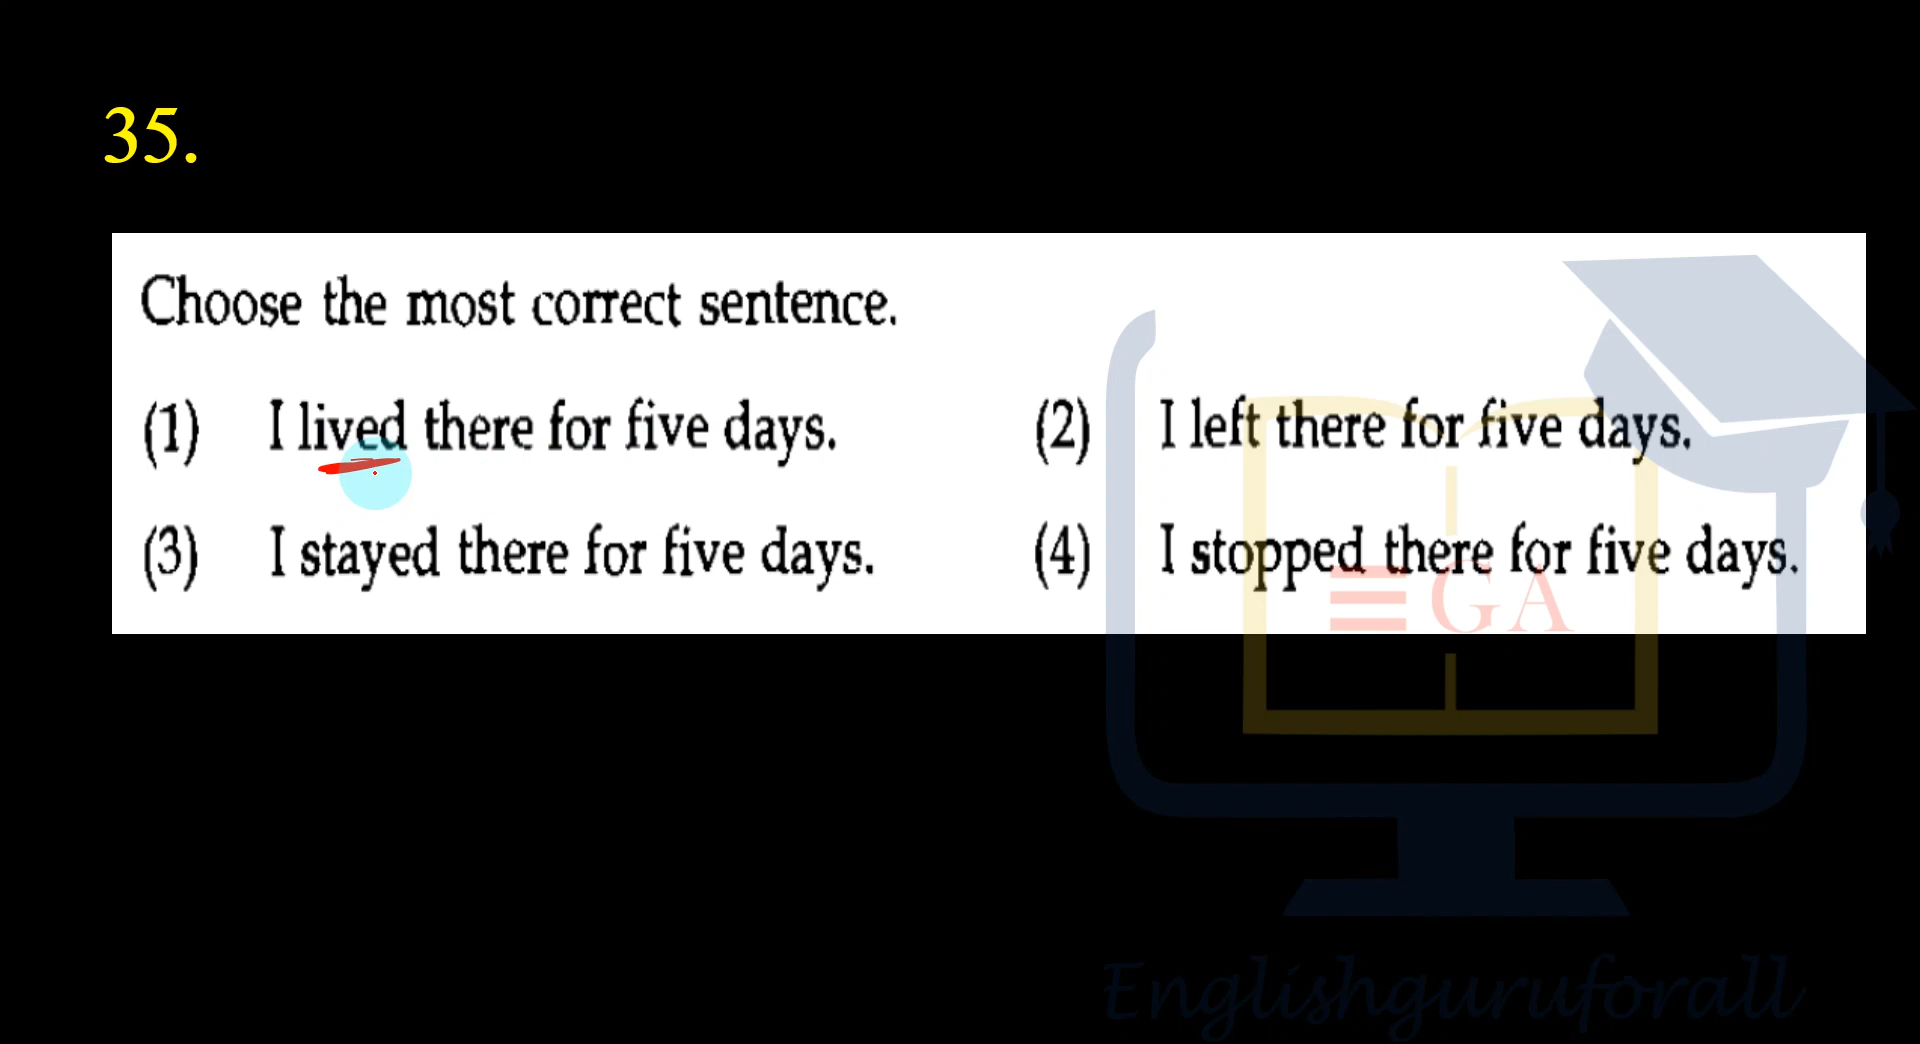 35.
Choose the most correct sentence.
(1) I lived there for five days. (2) I left there for five days.
(3) I stayed there for five days. (4) I stopped there for five days.
GA
Englishguruforall